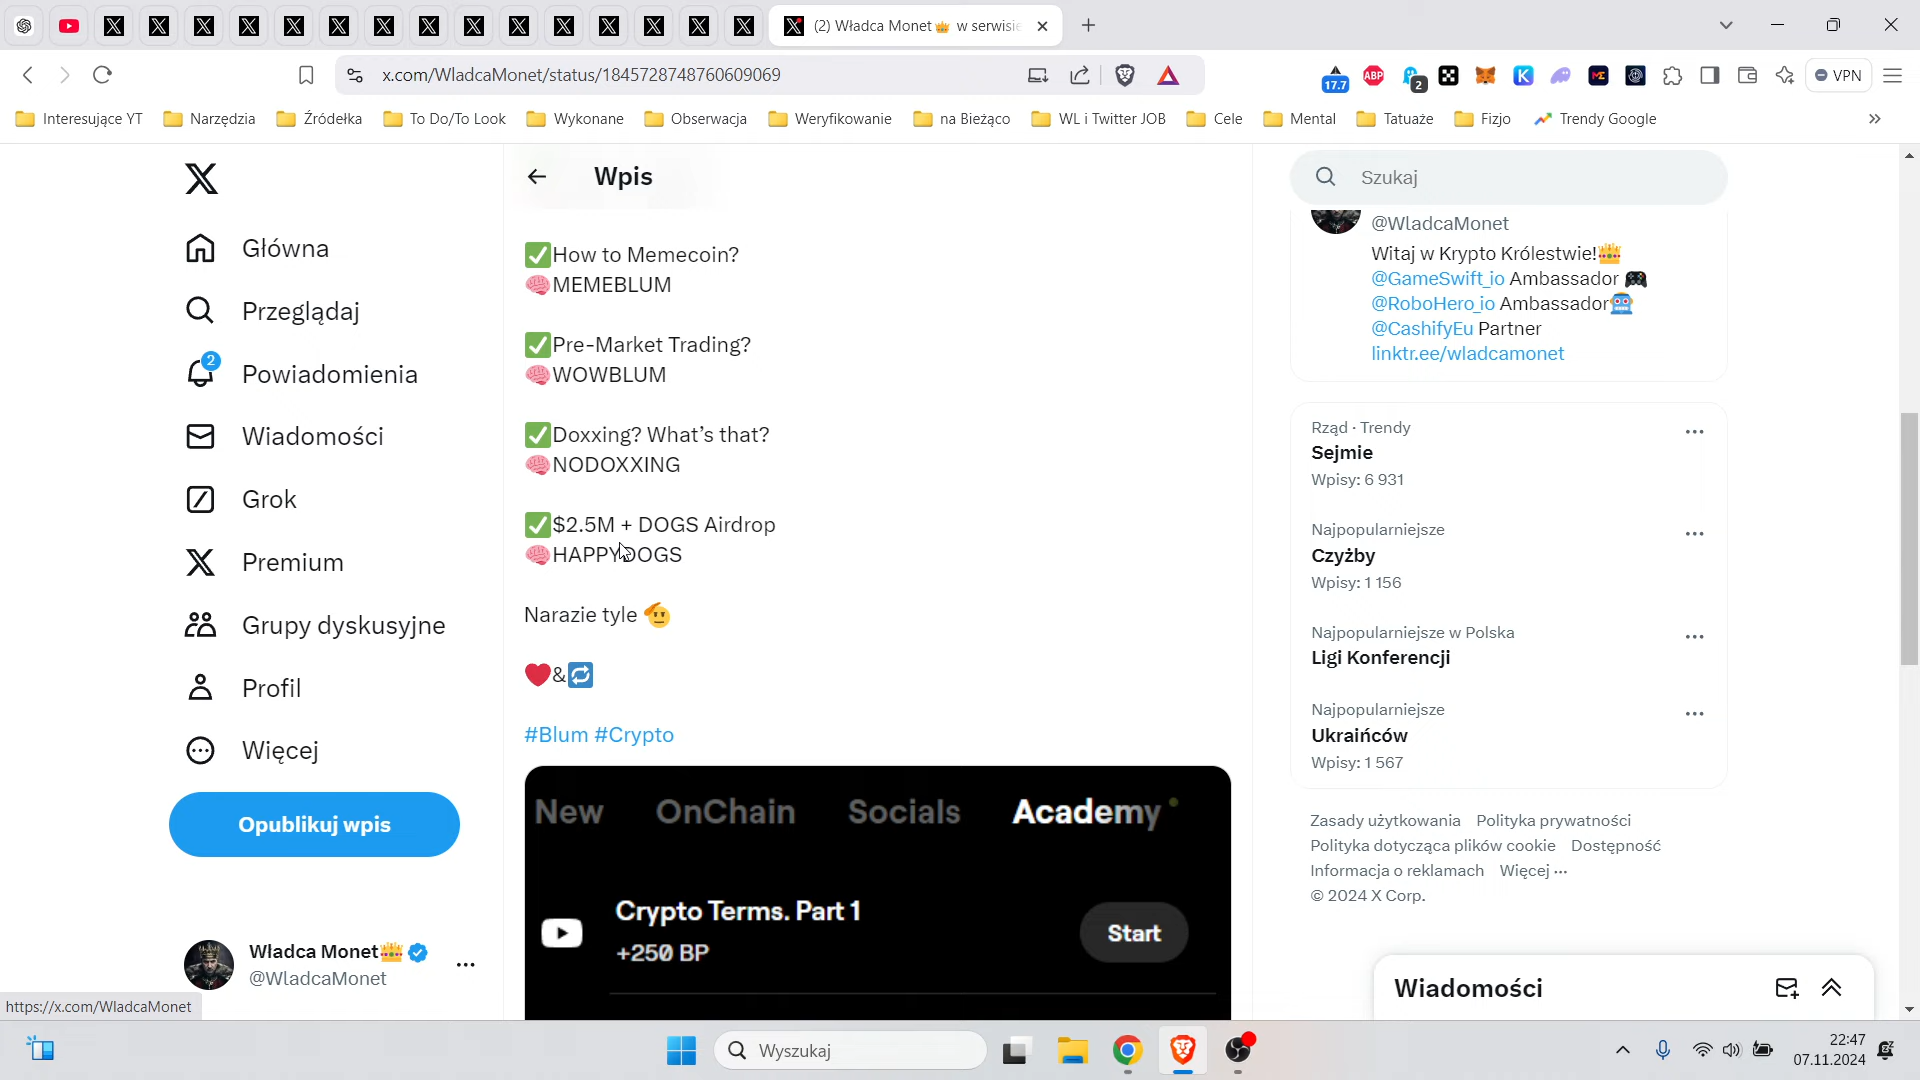 (2) Władca Monet👑 w serwisie
x.com/WladcaMonet/status/1845728748760609069
17.7
ABP
2
VPN
Interesujące YT
Narzędzia
Źródełka
To Do/To Look
Wykonane
Obserwacja
Weryfikowanie
na Bieżąco
WL i Twitter JOB
Cele
Mental
Tatuaże
Fizjo
Trendy Google
Główna
Przeglądaj
2
Powiadomienia
Wiadomości
Grok
Premium
Grupy dyskusyjne
Profil
Więcej
Opublikuj wpis
Władca Monet👑
@WladcaMonet
https://x.com/WladcaMonet
Wpis
✅How to Memecoin?
🧠MEMEBLUM
✅Pre-Market Trading?
🧠WOWBLUM
✅Doxxing? What’s that?
🧠NODOXXING
✅$2.5M + DOGS Airdrop
🧠HAPPYDOGS
Narazie tyle 🫡
❤️&🔁
#Blum #Crypto
New OnChain Socials Academy
Crypto Terms. Part 1
+250 BP
Start
Szukaj
@WladcaMonet
Witaj w Krypto Królestwie!👑
@GameSwift_io Ambassador 🎮
@RoboHero_io Ambassador🤖
@CashifyEu Partner
linktr.ee/wladcamonet
Rząd · Trendy
Sejmie
Wpisy: 6 931
Najpopularniejsze
Czyżby
Wpisy: 1 156
Najpopularniejsze w Polska
Ligi Konferencji
Najpopularniejsze
Ukraińców
Wpisy: 1 567
Zasady użytkowania Polityka prywatności
Polityka dotycząca plików cookie Dostępność
Informacja o reklamach Więcej ···
© 2024 X Corp.
Wiadomości
Wyszukaj
22:47
07.11.2024